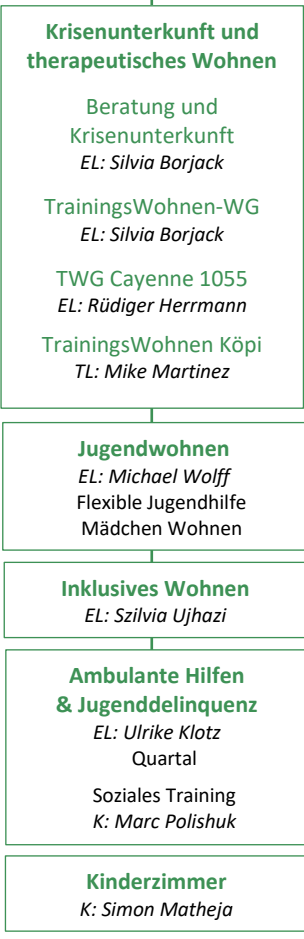 Krisenunterkunft und
therapeutisches Wohnen
Beratung und
Krisenunterkunft
EL: Silvia Borjack
TrainingsWohnen-WG
EL: Silvia Borjack
TWG Cayenne 1055
EL: Rüdiger Herrmann
TrainingsWohnen Köpi
TL: Mike Martinez
Jugendwohnen
EL: Michael Wolff
Flexible Jugendhilfe
Mädchen Wohnen
Inklusives Wohnen
EL: Szilvia Ujhazi
Ambulante Hilfen
& Jugenddelinquenz
EL: Ulrike Klotz
Quartal
Soziales Training
K: Marc Polishuk
Kinderzimmer
K: Simon Matheja